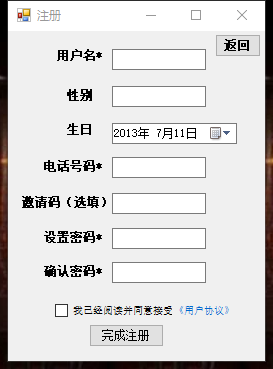 注册
返回
用户名*
性别
生日 2013年 7月11日
电话号码*
邀请码（选填）
设置密码*
确认密码*
我已经阅读并同意接受《用户协议》
完成注册